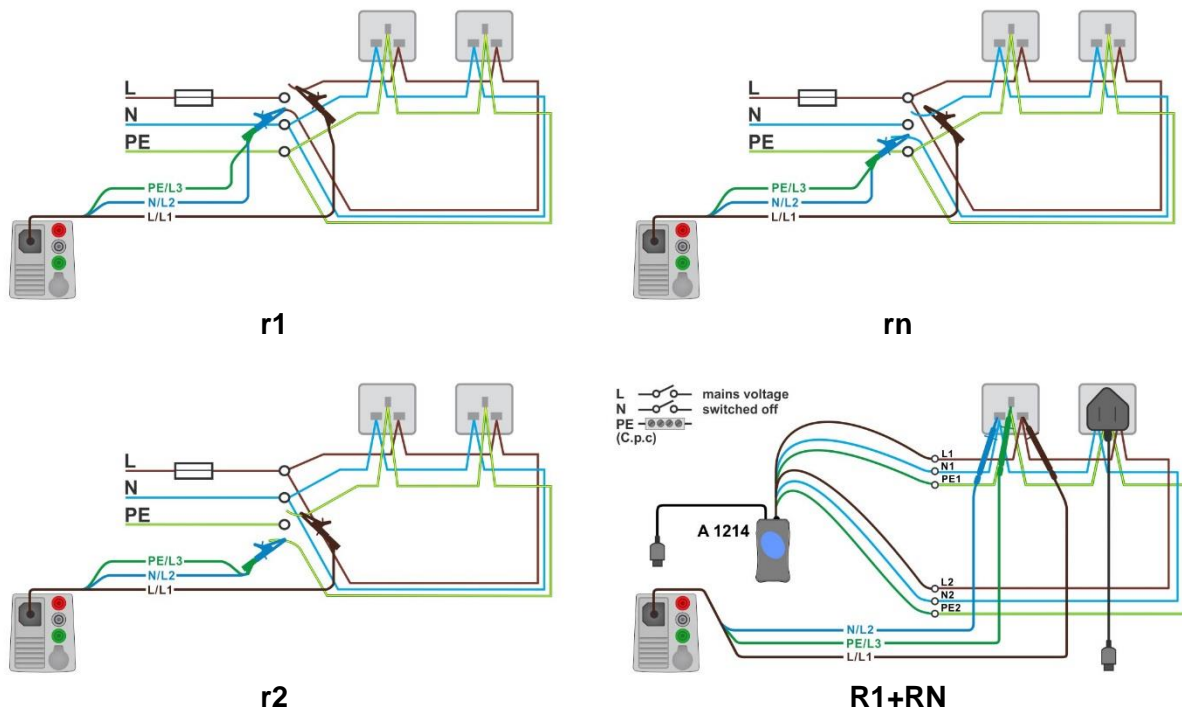 L
N
PE
PE/L3
N/L2
L/L1
r1
L
N
PE
PE/L3
N/L2
L/L1
rn
L
N
PE
PE/L3
N/L2
L/L1
r2
L mains voltage
N switched off
PE
(C.p.c)
L1
N1
PE1
A 1214
L2
N2
PE2
N/L2
PE/L3
L/L1
R1+RN